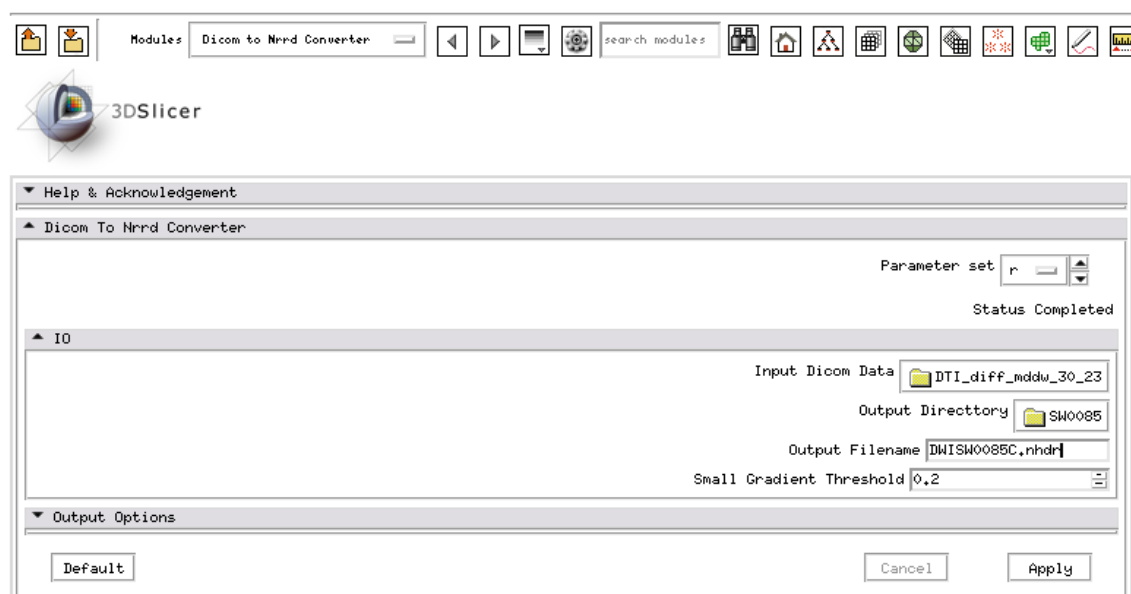 Modules Dicom to Nrrd Converter search modules
3DSlicer
Help & Acknowledgement
Dicom To Nrrd Converter
Parameter set r
Status Completed
IO
Input Dicom Data DTI_diff_mddw_30_23
Output Directtory SW0085
Output Filename DWISW0085C.nhdr
Small Gradient Threshold 0.2
Output Options
Default Cancel Apply